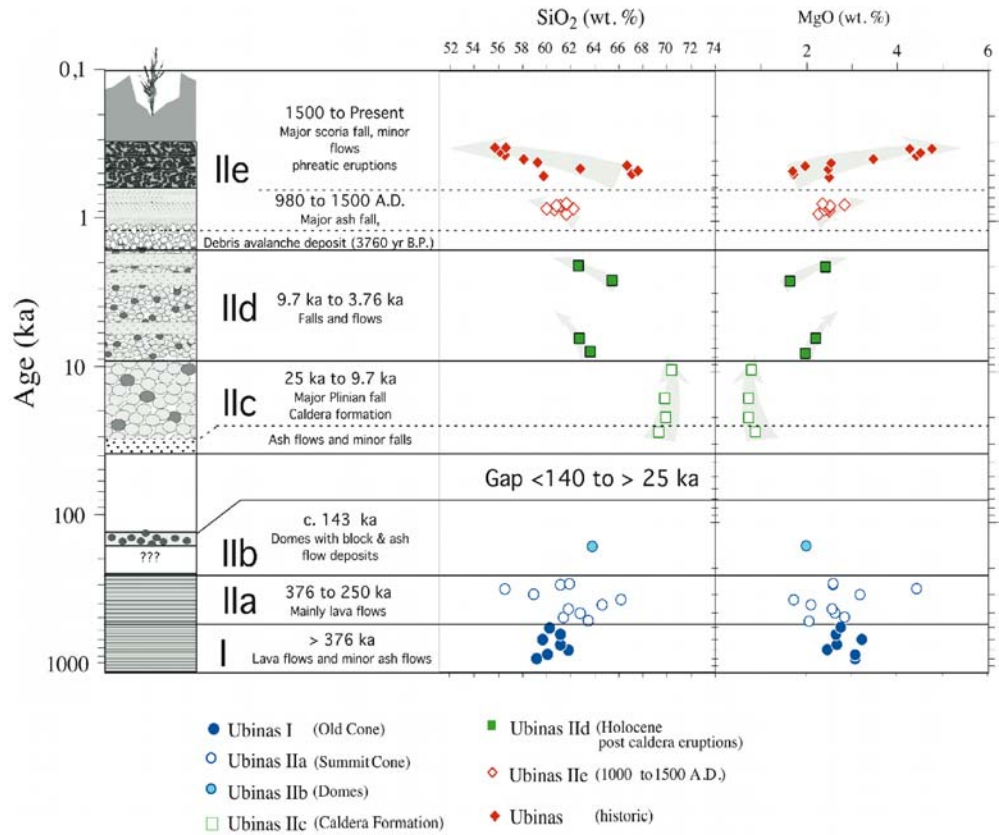 SiO2 (wt. %)
MgO (wt. %)
52 54 56 58 60 62 64 66 68 70 72 74
2 4 6
0,1
1
10
100
1000
Age (ka)
IIe
1500 to Present
Major scoria fall, minor
flows
phreatic eruptions
980 to 1500 A.D.
Major ash fall,
Debris avalanche deposit (3760 yr B.P.)
IId
9.7 ka to 3.76 ka
Falls and flows
IIc
25 ka to 9.7 ka
Major Plinian fall
Caldera formation
Ash flows and minor falls
Gap <140 to > 25 ka
???
IIb
c. 143 ka
Domes with block & ash
flow deposits
IIa
376 to 250 ka
Mainly lava flows
I
> 376 ka
Lava flows and minor ash flows
Ubinas I (Old Cone)
Ubinas IIa (Summit Cone)
Ubinas IIb (Domes)
Ubinas IIc (Caldera Formation)
Ubinas IId (Holocene
post caldera eruptions)
Ubinas IIe (1000 to 1500 A.D.)
Ubinas (historic)